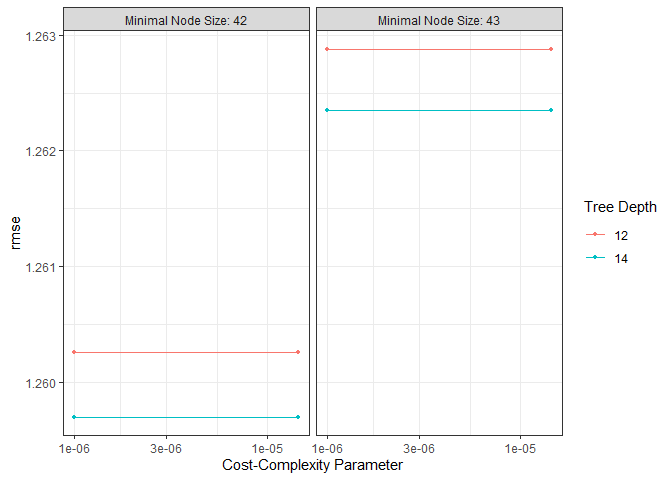 Minimal Node Size: 42
Minimal Node Size: 43
1.263
1.262
1.261
1.260
rmse
1e-06
3e-06
1e-05
1e-06
3e-06
1e-05
Cost-Complexity Parameter
Tree Depth
12
14